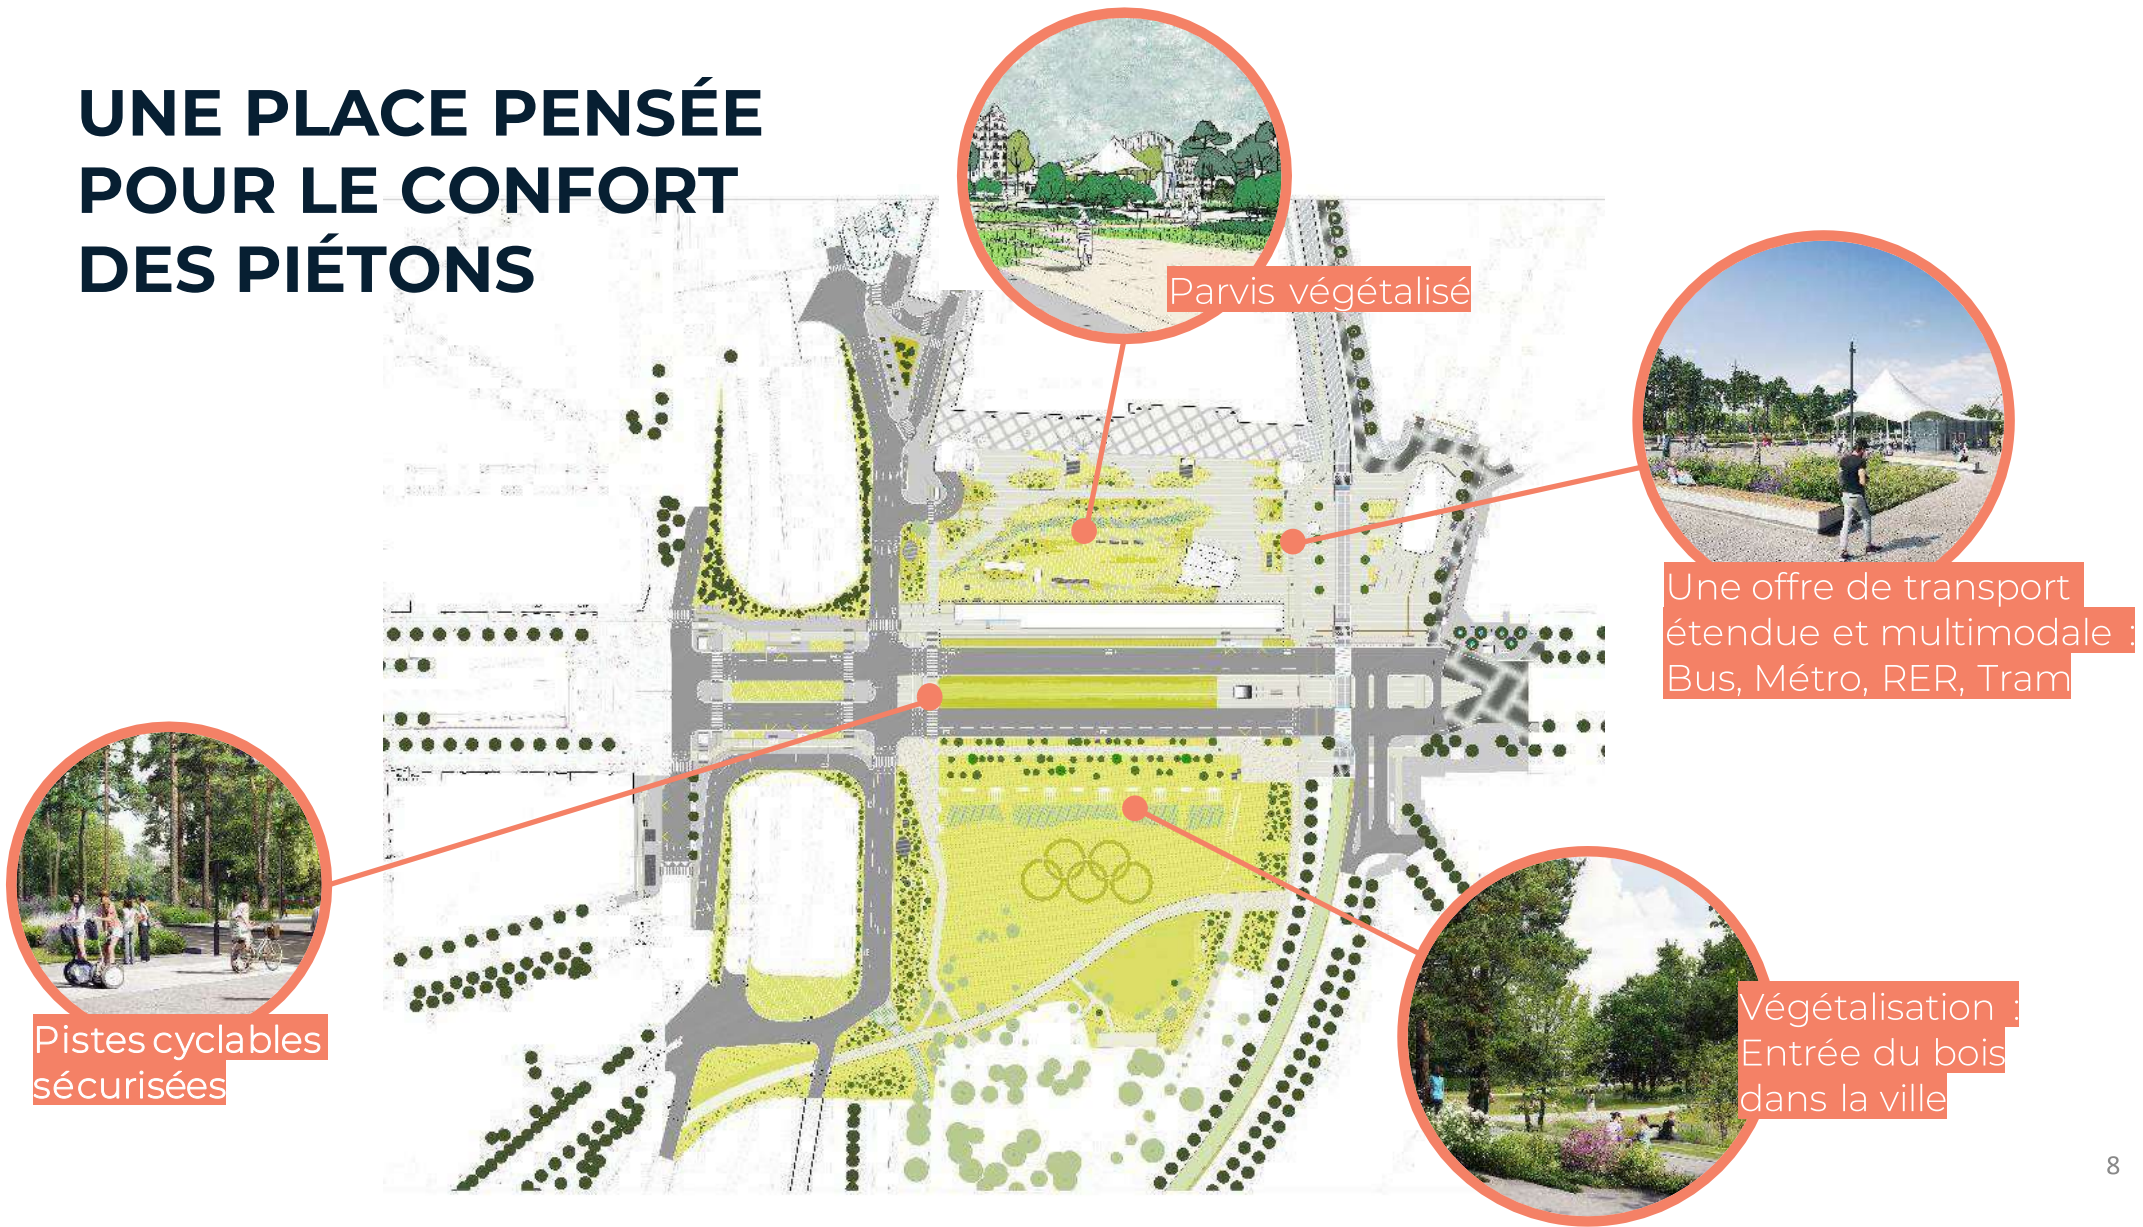 UNE PLACE PENSÉE
POUR LE CONFORT
DES PIÉTONS
Parvis végétalisé
Une offre de transport
étendue et multimodale :
Bus, Métro, RER, Tram
Pistes cyclables
sécurisées
Végétalisation :
Entrée du bois
dans la ville
8